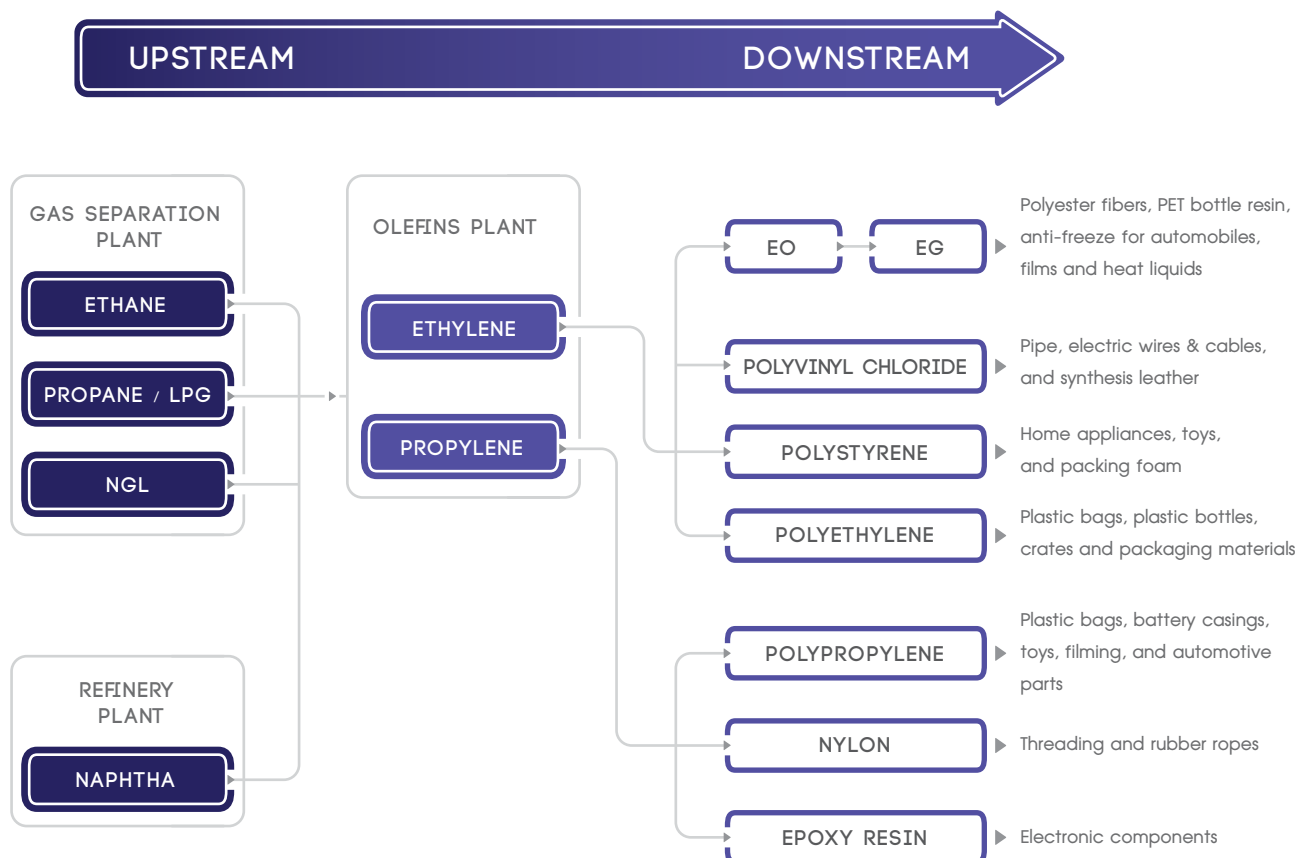 UPSTREAM
DOWNSTREAM
GAS SEPARATION
PLANT
ETHANE
PROPANE / LPG
NGL
REFINERY
PLANT
NAPHTHA
OLEFINS PLANT
ETHYLENE
PROPYLENE
EO
EG
Polyester fibers, PET bottle resin,
anti-freeze for automobiles,
films and heat liquids
POLYVINYL CHLORIDE
Pipe, electric wires & cables,
and synthesis leather
POLYSTYRENE
Home appliances, toys,
and packing foam
POLYETHYLENE
Plastic bags, plastic bottles,
crates and packaging materials
POLYPROPYLENE
Plastic bags, battery casings,
toys, filming, and automotive
parts
NYLON
Threading and rubber ropes
EPOXY RESIN
Electronic components